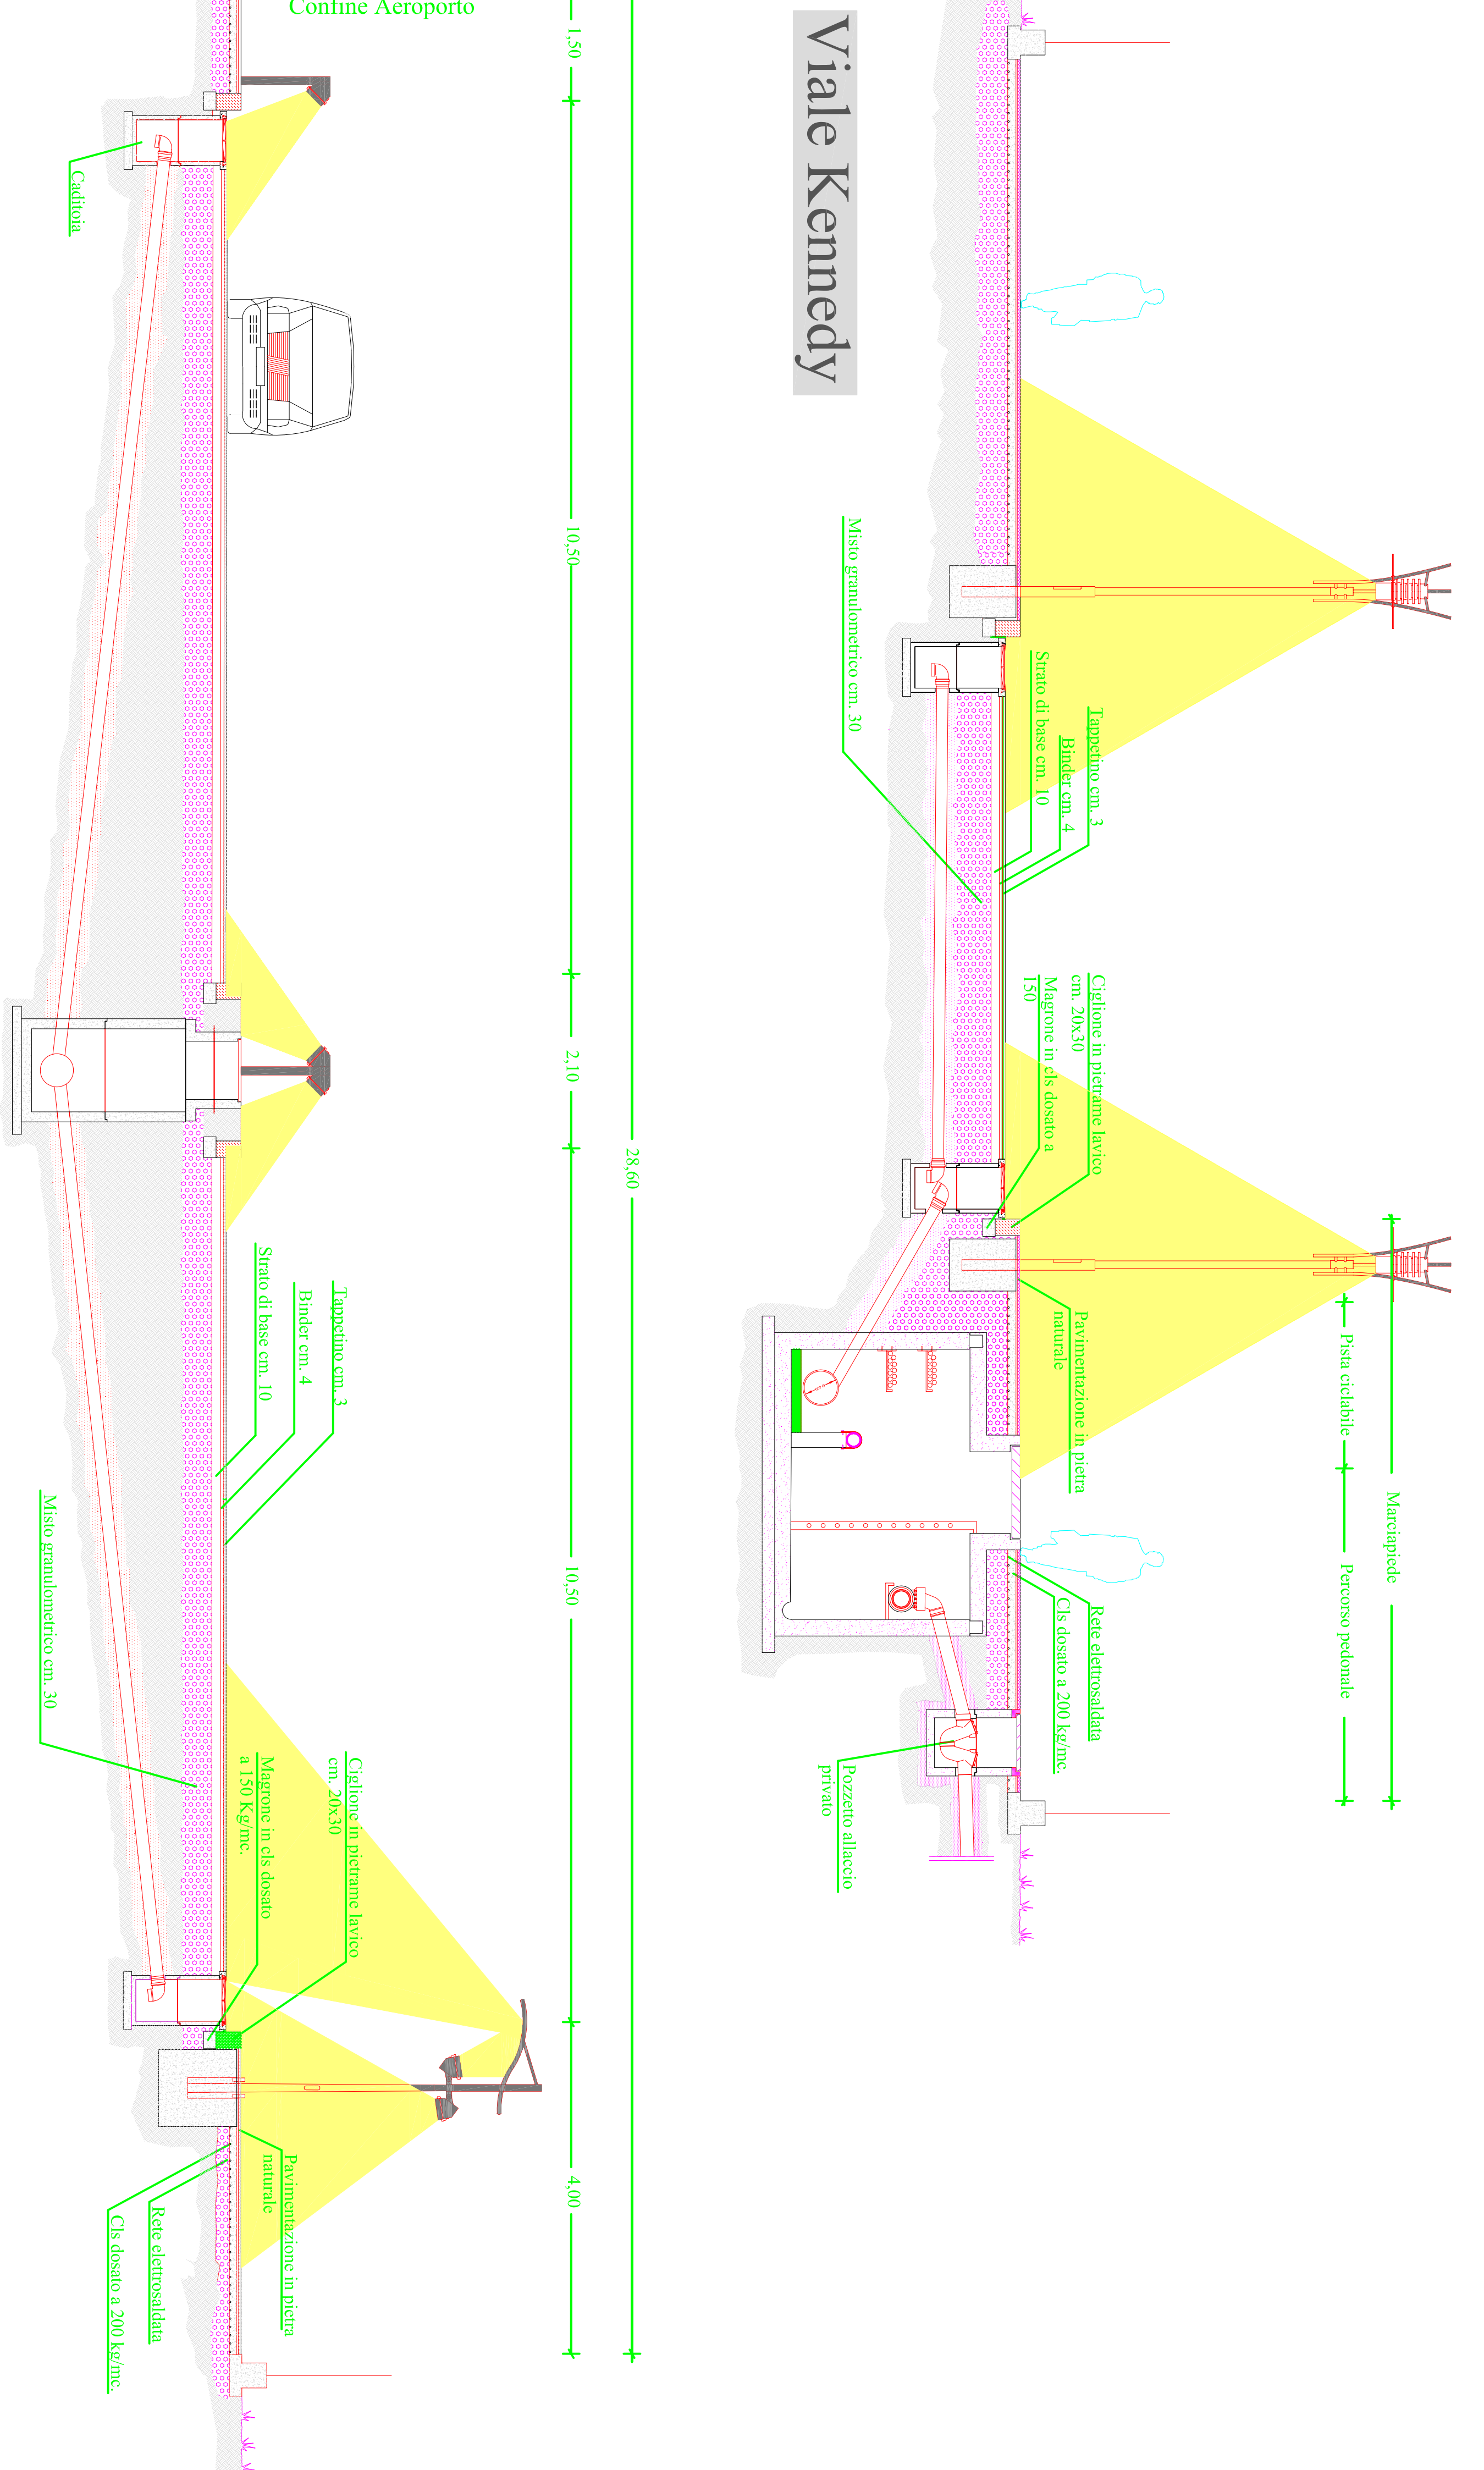 Marciapiede
Pista ciclabile
Percorso pedonale
Tappetino cm. 3
Binder cm. 4
Strato di base cm. 10
Misto granulometrico cm. 30
Ciglione in pietrame lavico
cm. 20x30
Magrone in cls dosato a
150
Pavimentazione in pietra
naturale
Rete elettrosaldata
Cls dosato a 200 kg/mc.
Pozzetto allaccio
privato
Viale Kennedy
28,60
1,50
10,50
2,10
10,50
4,00
Confine Aeroporto
Caditoia
Tappetino cm. 3
Binder cm. 4
Strato di base cm. 10
Misto granulometrico cm. 30
Ciglione in pietrame lavico
cm. 20x30
Magrone in cls dosato
a 150 Kg/mc.
Pavimentazione in pietra
naturale
Rete elettrosaldata
Cls dosato a 200 kg/mc.